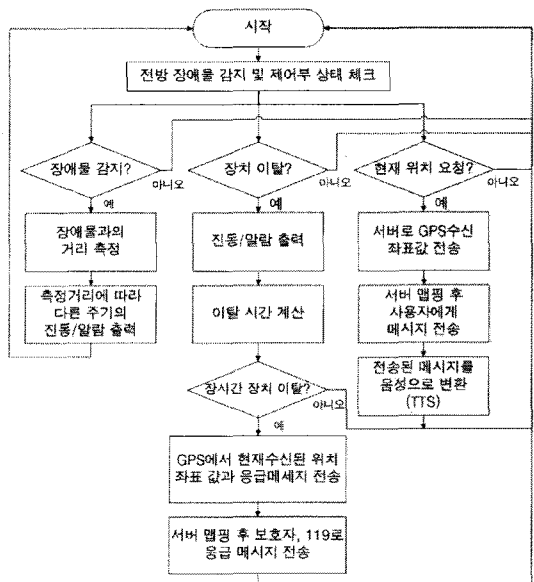 시작
전방 장애물 감지 및 제어부 상태 체크
장애물 감지?
장치 이탈?
현재 위치 요청?
아니오
아니오
아니오
예
예
예
장애물과의
거리 측정
진동/알람 출력
서버로 GPS수신
좌표값 전송
측정거리에 따라
다른 주기의
진동/알람 출력
이탈 시간 계산
서버 맵핑 후
사용자에게
메시지 전송
장시간 장치 이탈?
아니오
예
전송된 메시지를
음성으로 변환
(TTS)
GPS에서 현재수신된 위치
좌표 값과 응급메세지 전송
서버 맵핑 후 보호자, 119로
응급 메시지 전송